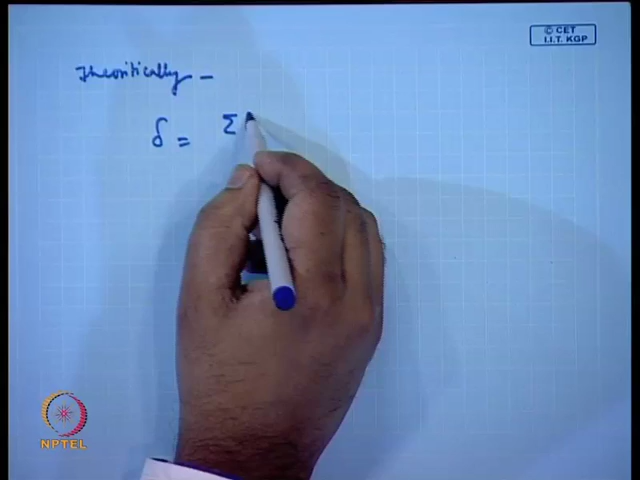 © CET
I.I.T. KGP
Theoritically –
δ = Σ
NPTEL